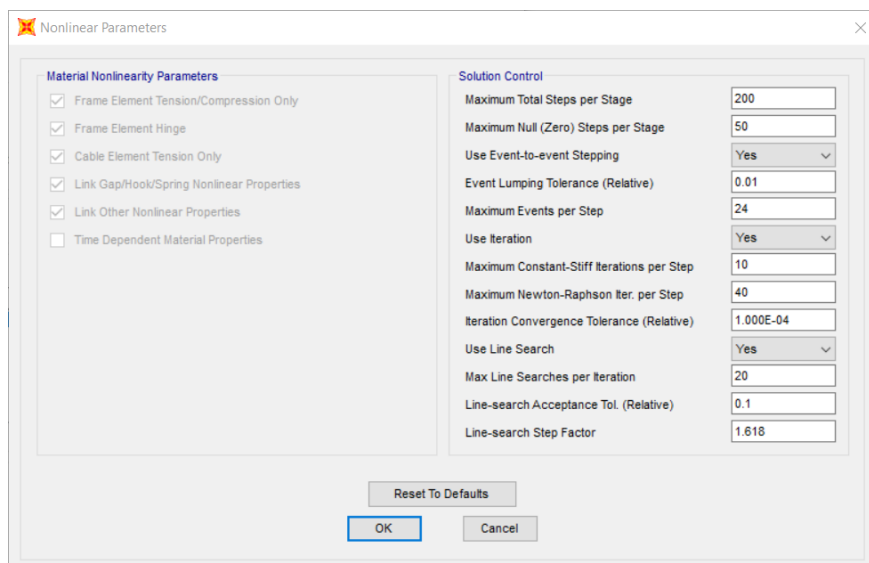 Nonlinear Parameters
Material Nonlinearity Parameters
Frame Element Tension/Compression Only
Frame Element Hinge
Cable Element Tension Only
Link Gap/Hook/Spring Nonlinear Properties
Link Other Nonlinear Properties
Time Dependent Material Properties
Solution Control
Maximum Total Steps per Stage 200
Maximum Null (Zero) Steps per Stage 50
Use Event-to-event Stepping Yes
Event Lumping Tolerance (Relative) 0.01
Maximum Events per Step 24
Use Iteration Yes
Maximum Constant-Stiff Iterations per Step 10
Maximum Newton-Raphson Iter. per Step 40
Iteration Convergence Tolerance (Relative) 1.000E-04
Use Line Search Yes
Max Line Searches per Iteration 20
Line-search Acceptance Tol. (Relative) 0.1
Line-search Step Factor 1.618
Reset To Defaults
OK Cancel